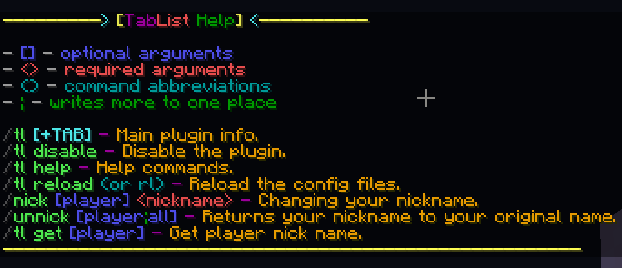 ──────────> [TabList Help] <──────────
- [] - optional arguments
- <> - required arguments
- () - command abbreviations
- ¦ - writes more to one place
/tl [+TAB] - Main plugin info.
/tl disable - Disable the plugin.
/tl help - Help commands.
/tl reload (or rl) - Reload the config files.
/nick [player] <nickname> - Changing your nickname.
/unnick [player¦all] - Returns your nickname to your original name.
/tl get [player] - Get player nick name.